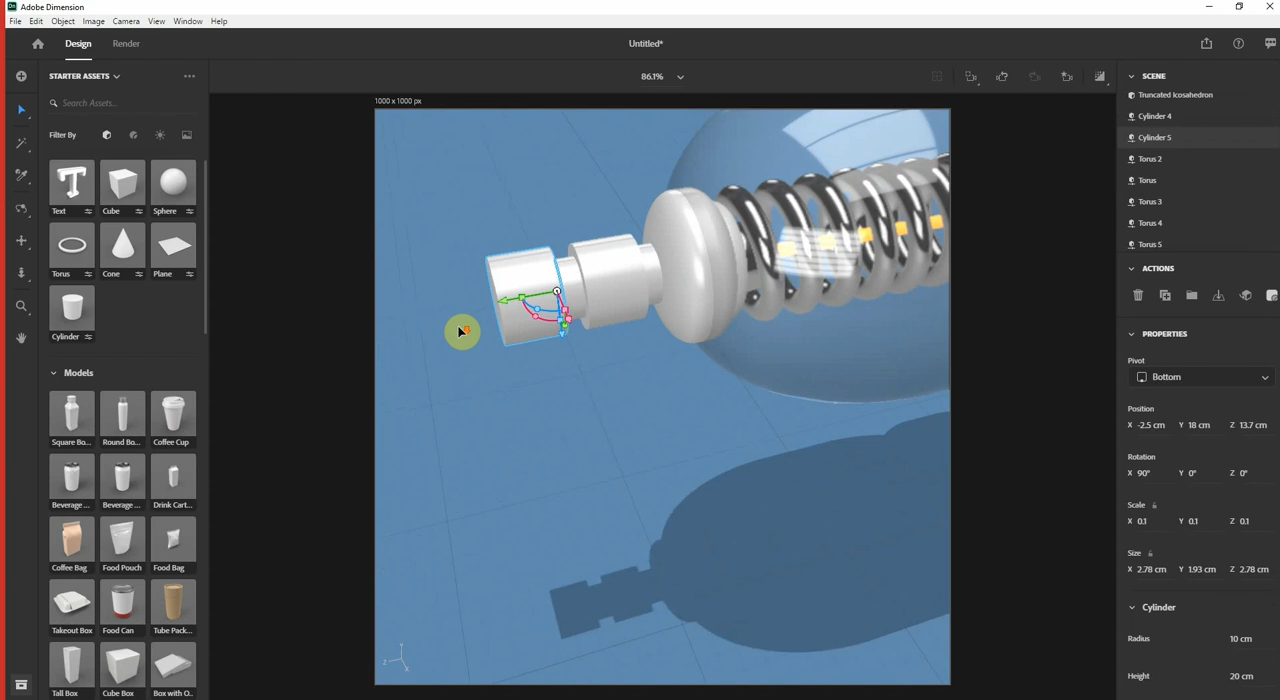 Dn Adobe Dimension
File Edit Object Image Camera View Window Help
Design Render Untitled*
STARTER ASSETS
86.1%
Search Assets...
Filter By
Text Cube Sphere
Torus Cone Plane
Cylinder
Models
Square Bo... Round Bo... Coffee Cup
Beverage ... Beverage ... Drink Cart...
Coffee Bag Food Pouch Food Bag
Takeout Box Food Can Tube Pack...
Tall Box Cube Box Box with O...
1000 x 1000 px
Y
Z
X
SCENE
Truncated Icosahedron
Cylinder 4
Cylinder 5
Torus 2
Torus
Torus 3
Torus 4
Torus 5
ACTIONS
PROPERTIES
Pivot
Bottom
Position
X -2.5 cm Y 18 cm Z 13.7 cm
Rotation
X 90° Y 0° Z 0°
Scale
X 0.1 Y 0.1 Z 0.1
Size
X 2.78 cm Y 1.93 cm Z 2.78 cm
Cylinder
Radius 10 cm
Height 20 cm